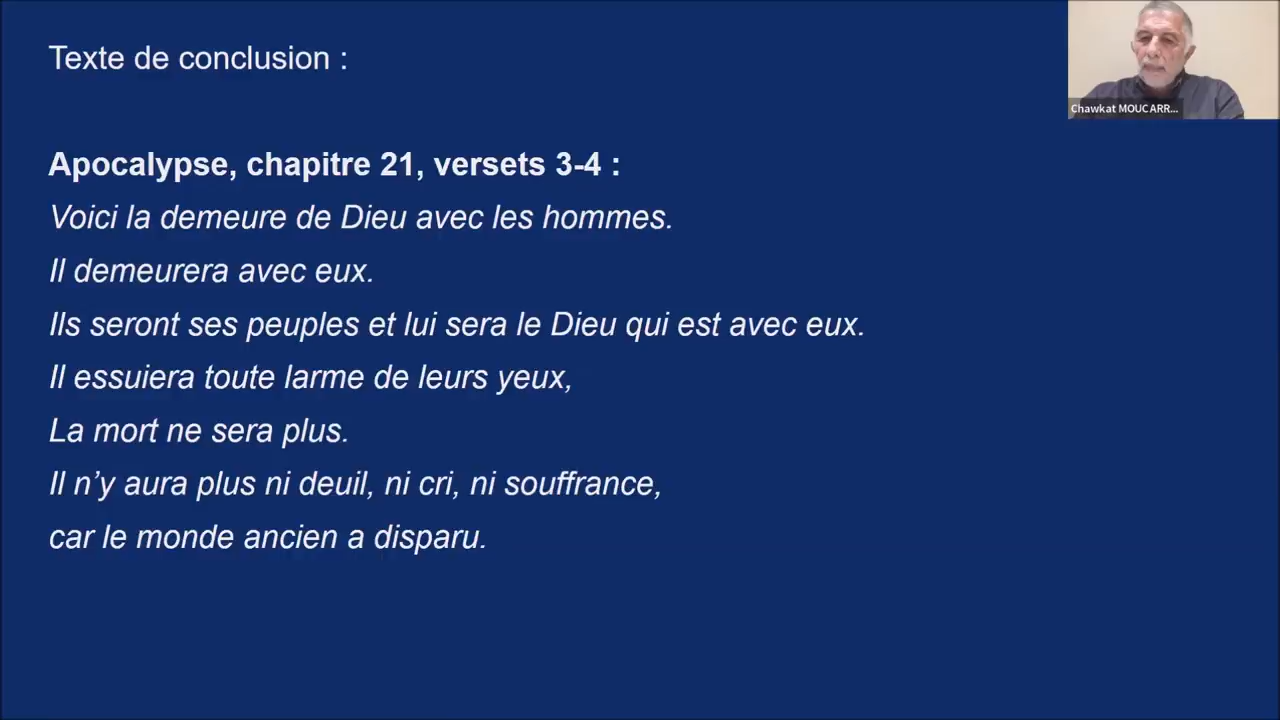 Texte de conclusion :
Chawkat MOUCARR...
Apocalypse, chapitre 21, versets 3-4 :
Voici la demeure de Dieu avec les hommes.
Il demeurera avec eux.
Ils seront ses peuples et lui sera le Dieu qui est avec eux.
Il essuiera toute larme de leurs yeux,
La mort ne sera plus.
Il n’y aura plus ni deuil, ni cri, ni souffrance,
car le monde ancien a disparu.